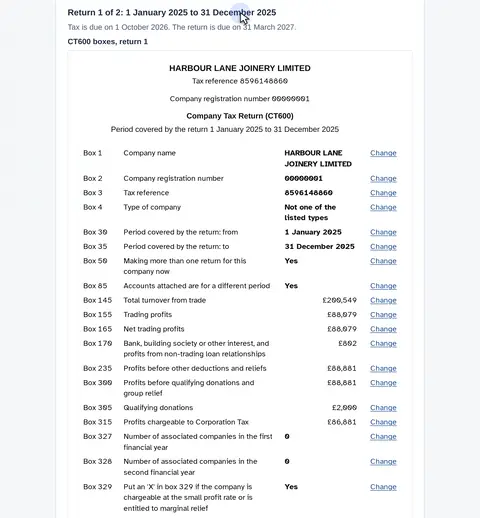 Return 1 of 2: 1 January 2025 to 31 December 2025
Tax is due on 1 October 2026. The return is due on 31 March 2027.
CT600 boxes, return 1
HARBOUR LANE JOINERY LIMITED
Tax reference 8596148860
Company registration number 00000001
Company Tax Return (CT600)
Period covered by the return 1 January 2025 to 31 December 2025
Box 1 Company name HARBOUR LANE Change
JOINERY LIMITED
Box 2 Company registration number 00000001 Change
Box 3 Tax reference 8596148860 Change
Box 4 Type of company Not one of the Change
listed types
Box 30 Period covered by the return: from 1 January 2025 Change
Box 35 Period covered by the return: to 31 December 2025 Change
Box 50 Making more than one return for this Yes Change
company now
Box 85 Accounts attached are for a different period Yes Change
Box 145 Total turnover from trade £200,549 Change
Box 155 Trading profits £88,079 Change
Box 165 Net trading profits £88,079 Change
Box 170 Bank, building society or other interest, and £802 Change
profits from non-trading loan relationships
Box 235 Profits before other deductions and reliefs £88,881 Change
Box 300 Profits before qualifying donations and £88,881 Change
group relief
Box 305 Qualifying donations £2,000 Change
Box 315 Profits chargeable to Corporation Tax £86,881 Change
Box 327 Number of associated companies in the first 0 Change
financial year
Box 328 Number of associated companies in the 0 Change
second financial year
Box 329 Put an 'X' in box 329 if the company is Yes Change
chargeable at the small profit rate or is
entitled to marginal relief